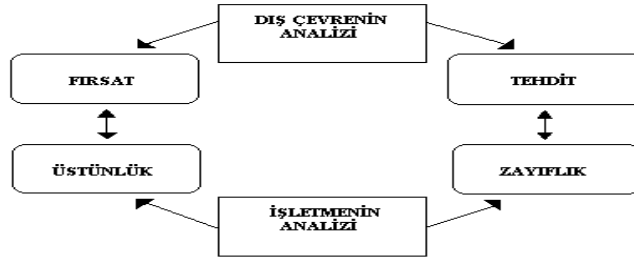 DIŞ ÇEVRENİN
ANALİZİ
FIRSAT
TEHDİT
ÜSTÜNLÜK
ZAYIFLIK
İŞLETMENİN
ANALİZİ